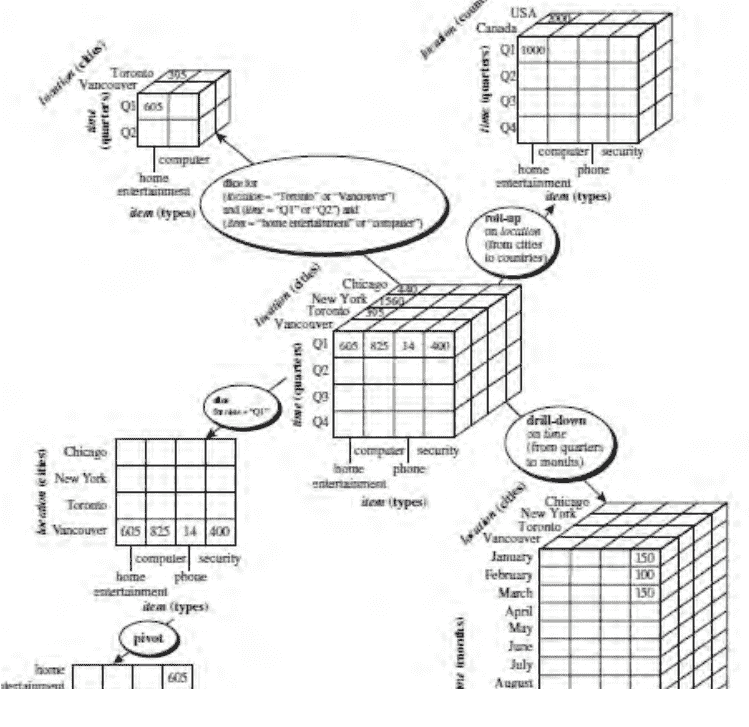 location (cities)
Toronto 395
Vancouver
Q1 605
Q2
time
(quarters)
computer
home
entertainment
item (types)
USA 2000
Canada
location
Q1 1000
Q2
Q3
Q4
time (quarters)
computer security
home phone
entertainment
item (types)
dice for
(location = "Toronto" or "Vancouver")
and (time = "Q1" or "Q2") and
(item = "home entertainment" or "computer")
roll-up
on location
(from cities
to countries)
location (cities)
Chicago 440
New York 1560
Toronto 395
Vancouver
Q1 605 825 14 400
Q2
Q3
Q4
time (quarters)
computer security
home phone
entertainment
item (types)
for time = "Q1"
Chicago
New York
Toronto
Vancouver 605 825 14 400
location (cities)
computer security
home phone
entertainment
item (types)
pivot
home 605
drill-down
on time
(from quarters
to months)
location (cities)
Chicago
New York
Toronto
Vancouver
January 150
February 100
March 150
April
May
June
July
August
(months)